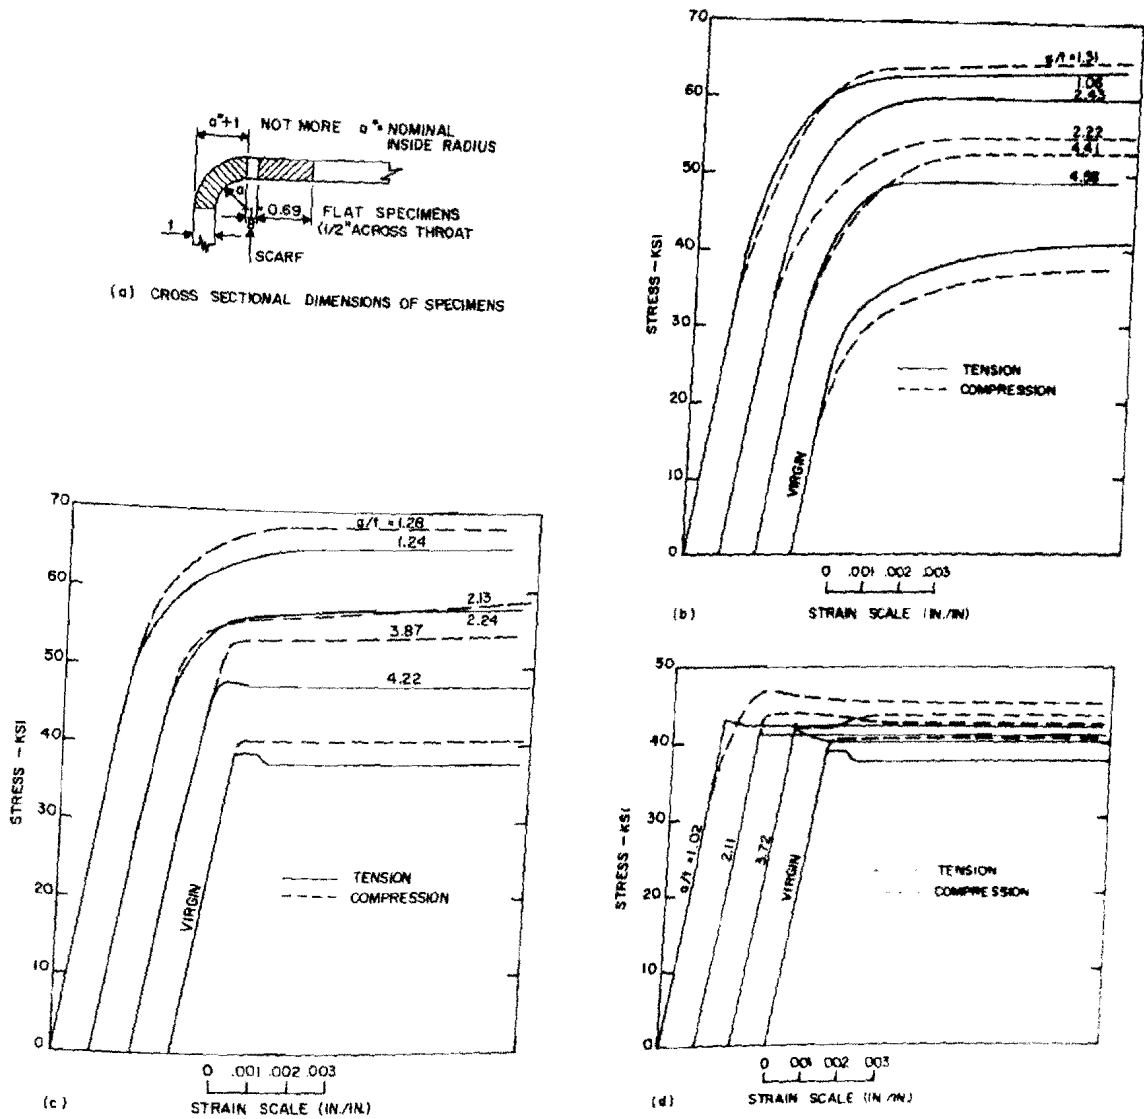 a"+t NOT MORE a"= NOMINAL
INSIDE RADIUS
a
0.69 FLAT SPECIMENS
t
1/2" ACROSS THROAT
SCARF
(a) CROSS SECTIONAL DIMENSIONS OF SPECIMENS
70
60
50
40
30
20
10
0
STRESS-KSI
a/t = 1.31
1.06
2.43
2.22
4.41
TENSION
COMPRESSION
VIRGIN
0 .001 .002 .003
(b) STRAIN SCALE (IN./IN)
70
60
50
40
30
20
10
0
STRESS-KSI
a/t = 1.28
1.24
2.13
2.24
3.87
4.22
TENSION
COMPRESSION
VIRGIN
0 .001 .002 .003
(c) STRAIN SCALE (IN./IN.)
50
40
30
20
10
0
STRESS-KSI
a/t = 1.02
2.11
3.72
VIRGIN
TENSION
COMPRESSION
0 .001 .002 .003
(d) STRAIN SCALE (IN./IN.)